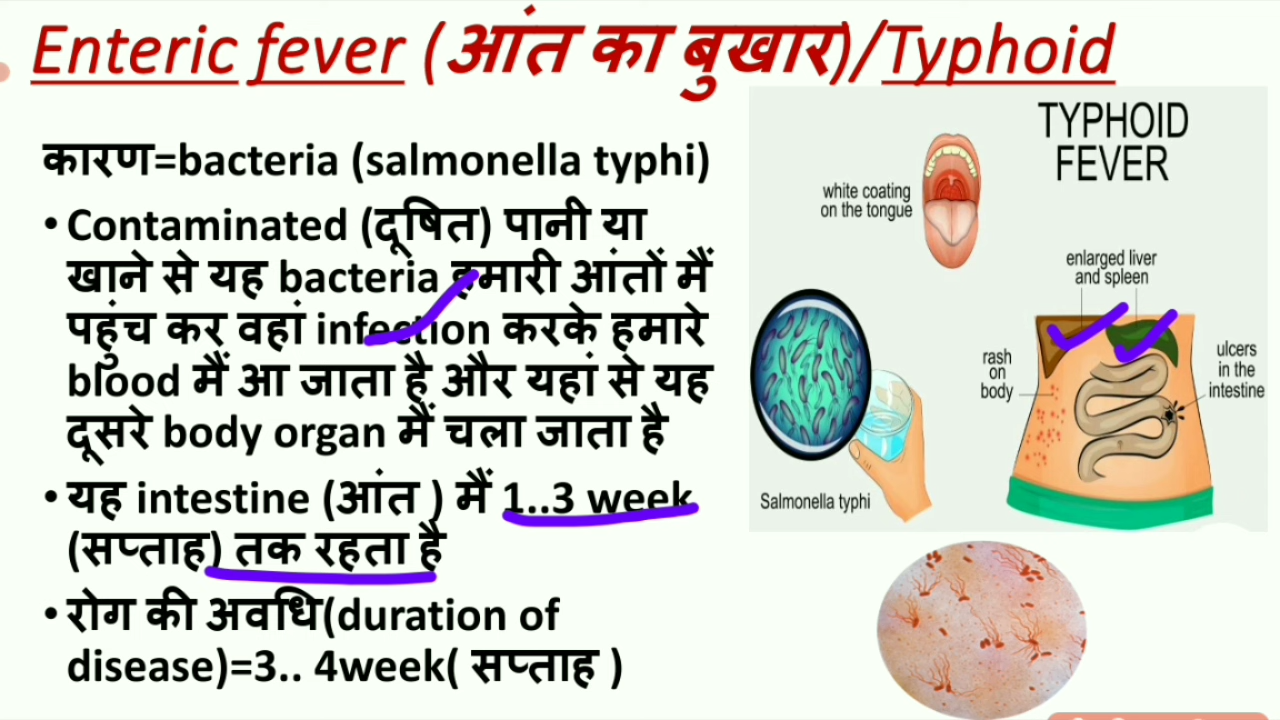 Enteric fever (आंत का बुखार)/Typhoid
कारण=bacteria (salmonella typhi)
• Contaminated (दूषित) पानी या
खाने से यह bacteria हमारी आंतों मैं
पहुंच कर वहां infection करके हमारे
blood मैं आ जाता है और यहां से यह
दूसरे body organ मैं चला जाता है
• यह intestine (आंत ) मैं 1..3 week
(सप्ताह) तक रहता है
• रोग की अवधि(duration of
disease)=3.. 4week( सप्ताह )
TYPHOID
FEVER
white coating
on the tongue
enlarged liver
and spleen
rash
on
body
ulcers
in the
intestine
Salmonella typhi